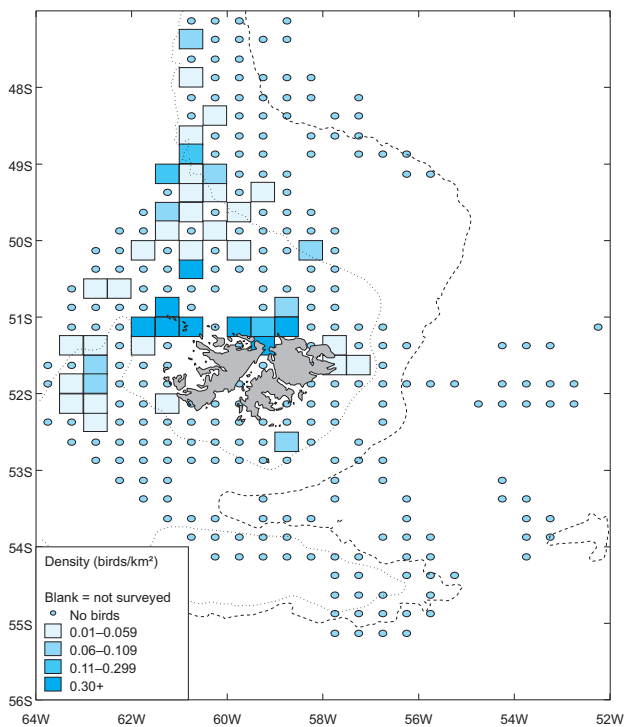 48S
49S
50S
51S
52S
53S
54S
55S
56S
Density (birds/km²)
Blank = not surveyed
No birds
0.01–0.059
0.06–0.109
0.11–0.299
0.30+
64W 62W 60W 58W 56W 54W 52W